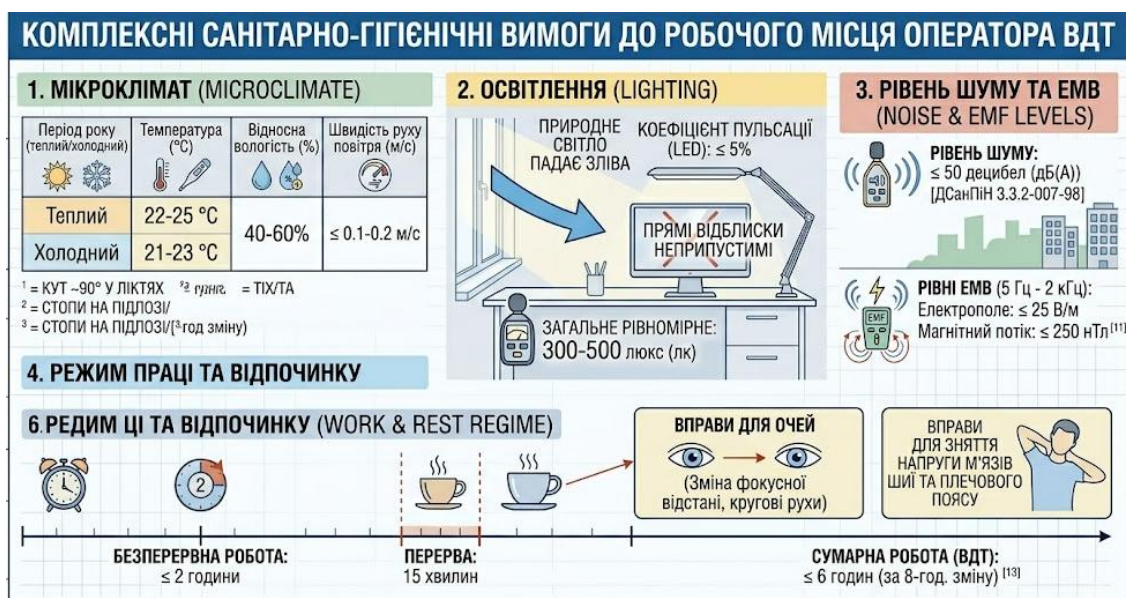 КОМПЛЕКСНІ САНІТАРНО-ГІГІЄНІЧНІ ВИМОГИ ДО РОБОЧОГО МІСЦЯ ОПЕРАТОРА ВДТ
1. МІКРОКЛІМАТ (MICROCLIMATE)
Період року
(теплий/холодний)
Температура
(°C)
Відносна
вологість (%)
Швидість руху
повітря (м/с)
Теплий
22-25 °C
Холодний
21-23 °C
40-60%
≤ 0.1-0.2 м/с
¹ = КУТ ~90° У ЛІКТЯХ = ТІХ/ТА
² = СТОПИ НА ПІДЛОЗІ/
³ = СТОПИ НА ПІДЛОЗІ/[³·год зміну)
2. ОСВІТЛЕННЯ (LIGHTING)
ПРИРОДНЕ
СВІТЛО
ПАДАЄ ЗЛІВА
КОЕФІЦІЄНТ ПУЛЬСАЦІЇ
(LED): ≤ 5%
ПРЯМІ ВІДБЛИСКИ
НЕПРИПУСТИМІ
ЗАГАЛЬНЕ РІВНОМІРНЕ:
300-500 люкс (лк)
3. РІВЕНЬ ШУМУ ТА ЕМВ
(NOISE & EMF LEVELS)
РІВЕНЬ ШУМУ:
≤ 50 децибел (дБ(А))
[ДСанПіН 3.3.2-007-98]
EMF
РІВНІ ЕМВ (5 Гц - 2 кГц):
Електрополе: ≤ 25 В/м
Магнітний потік: ≤ 250 нТл [11]
4. РЕЖИМ ПРАЦІ ТА ВІДПОЧИНКУ
6. РЕДИМ ЦІ ТА ВІДПОЧИНКУ (WORK & REST REGIME)
2
ВПРАВИ ДЛЯ ОЧЕЙ
(Зміна фокусної
відстані, кругові рухи)
ВПРАВИ
ДЛЯ ЗНЯТТЯ
НАПРУГИ М'ЯЗІВ
ШИЇ ТА ПЛЕЧОВОГО
ПОЯСУ
БЕЗПЕРЕРВНА РОБОТА:
≤ 2 години
ПЕРЕРВА:
15 хвилин
СУМАРНА РОБОТА (ВДТ):
≤ 6 годин (за 8-год. зміну) [13]